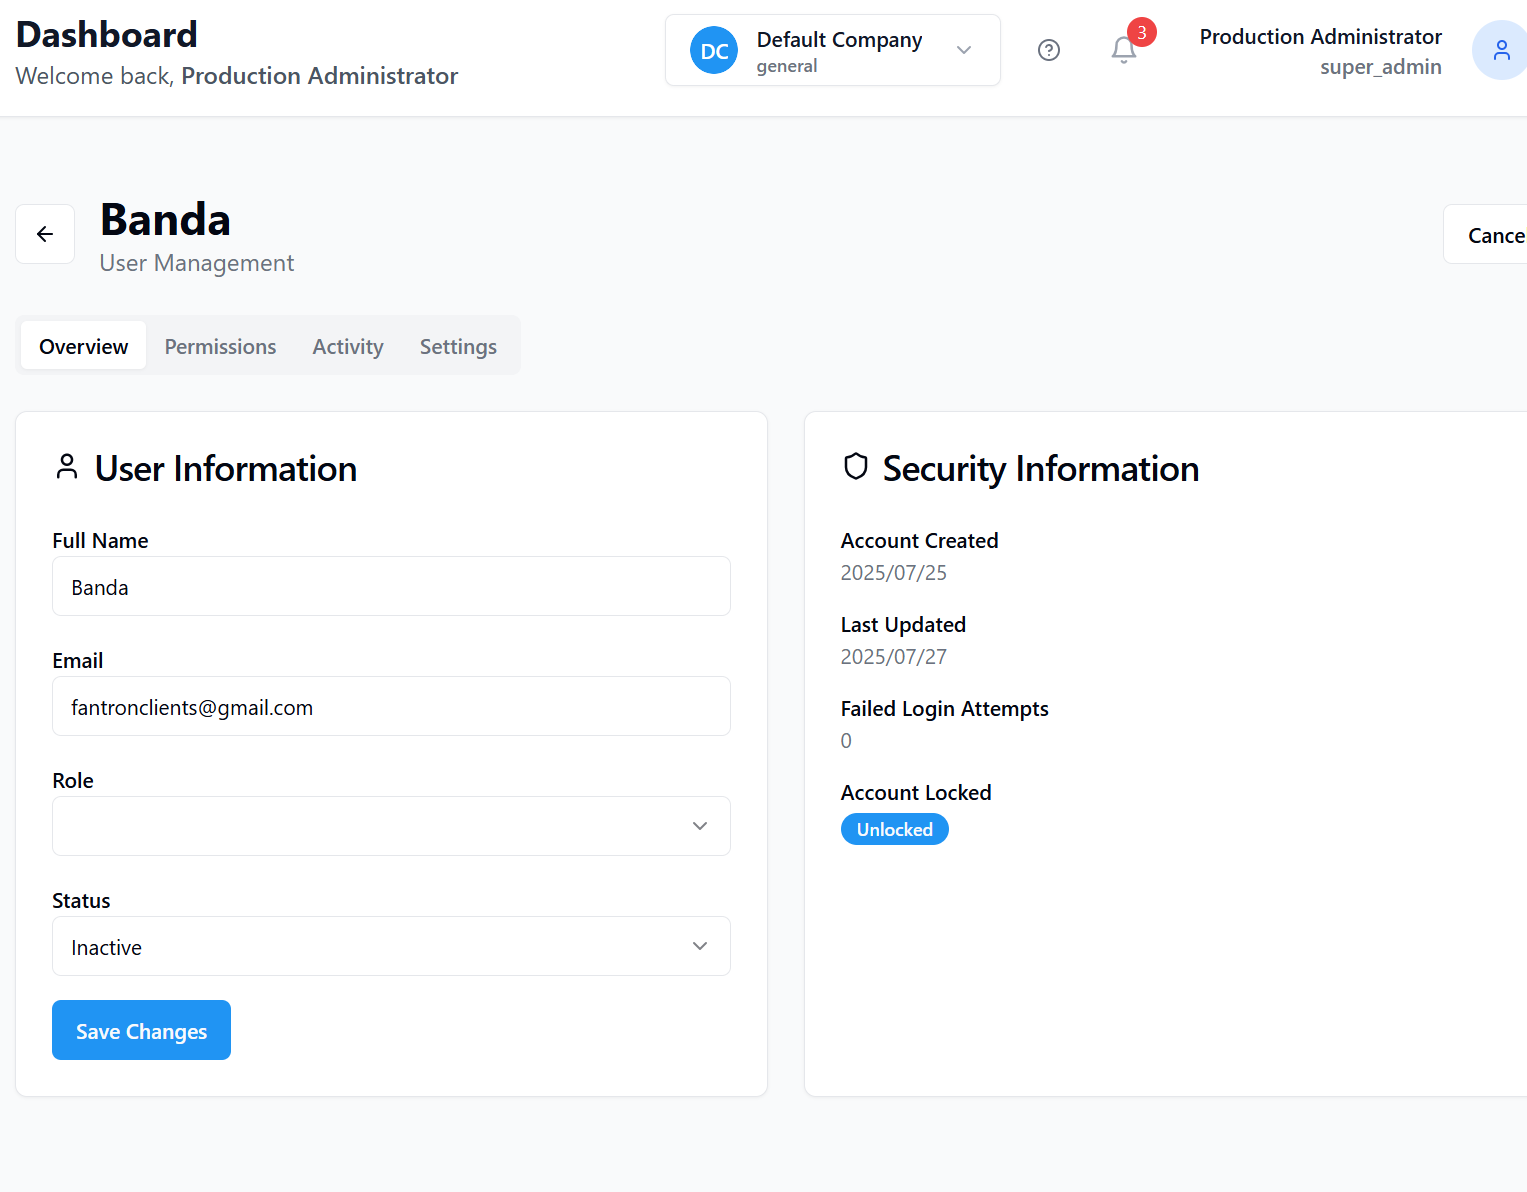 Dashboard
Welcome back, Production Administrator
DC
Default Company
general
3
Production Administrator
super_admin
Banda
User Management
Cancel
Overview
Permissions
Activity
Settings
User Information
Full Name
Banda
Email
fantronclients@gmail.com
Role
Status
Inactive
Save Changes
Security Information
Account Created
2025/07/25
Last Updated
2025/07/27
Failed Login Attempts
0
Account Locked
Unlocked